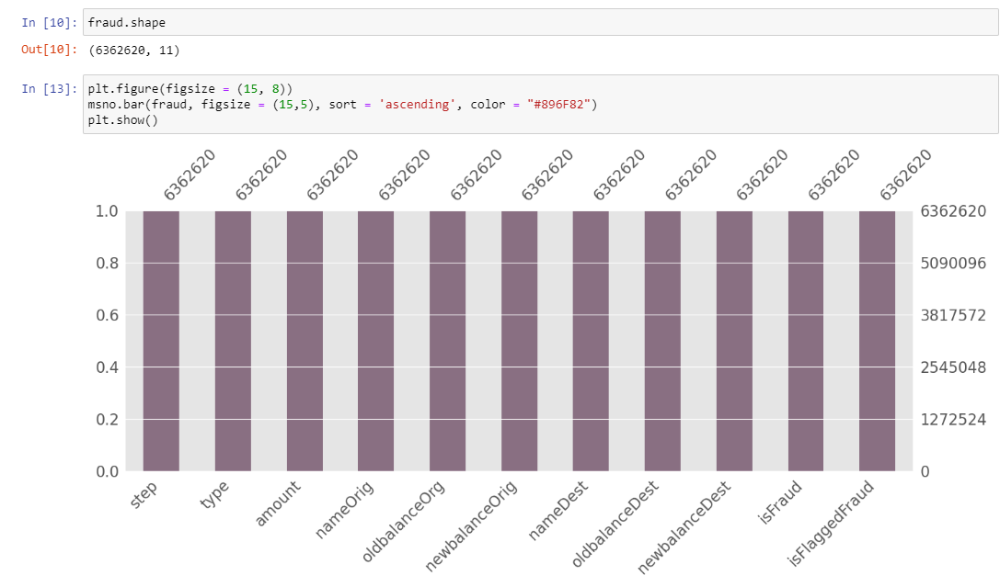 In [10]: fraud.shape
Out[10]: (6362620, 11)
In [13]: plt.figure(figsize = (15, 8))
msno.bar(fraud, figsize = (15,5), sort = 'ascending', color = "#896F82")
plt.show()
6362620 6362620 6362620 6362620 6362620 6362620 6362620 6362620 6362620 6362620 6362620
1.0 6362620
0.8 5090096
0.6 3817572
0.4 2545048
0.2 1272524
0.0 0
step type amount nameOrig oldbalanceOrg newbalanceOrig nameDest oldbalanceDest newbalanceDest isFraud isFlaggedFraud